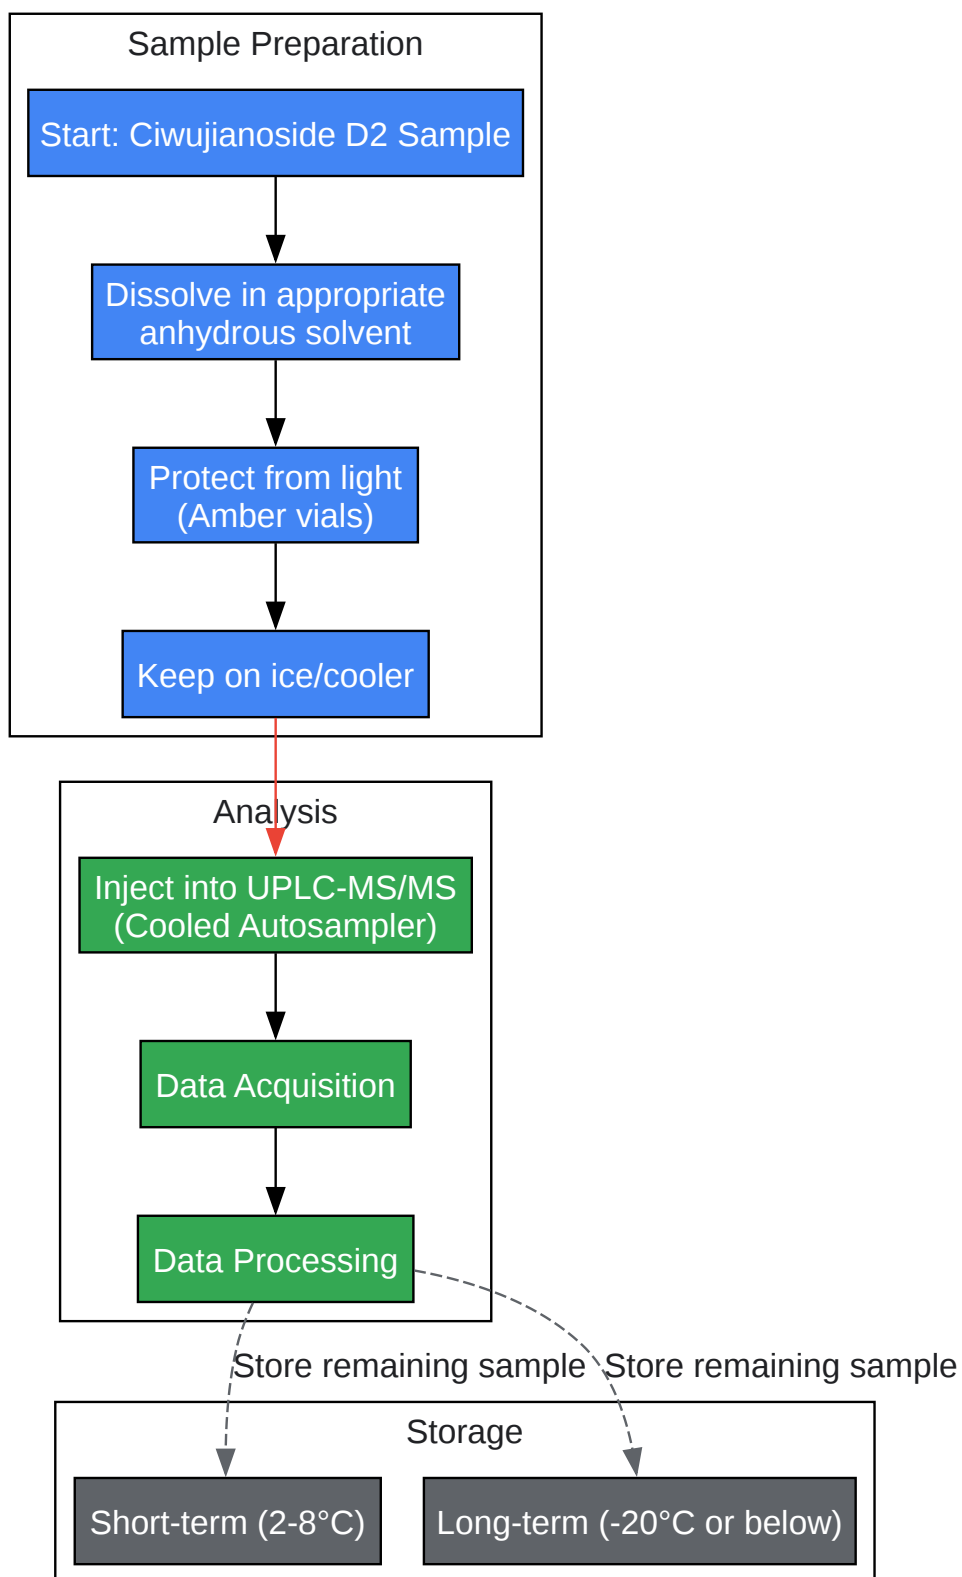 Sample Preparation
Start: Ciwujianoside D2 Sample
Dissolve in appropriate
anhydrous solvent
Protect from light
(Amber vials)
Keep on ice/cooler
Analysis
Inject into UPLC-MS/MS
(Cooled Autosampler)
Data Acquisition
Data Processing
Store remaining sample
Store remaining sample
Storage
Short-term (2-8°C)
Long-term (-20°C or below)